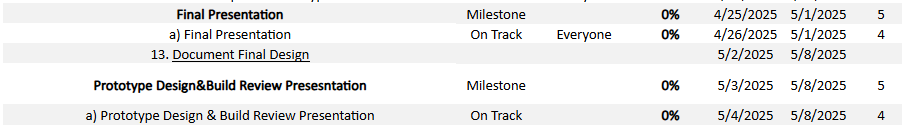 Final Presentation Milestone 0% 4/25/2025 5/1/2025 5
a) Final Presentation On Track Everyone 0% 4/26/2025 5/1/2025 4
13. Document Final Design 5/2/2025 5/8/2025
Prototype Design&Build Review Presesntation Milestone 0% 5/3/2025 5/8/2025 5
a) Prototype Design & Build Review Presentation On Track 0% 5/4/2025 5/8/2025 4